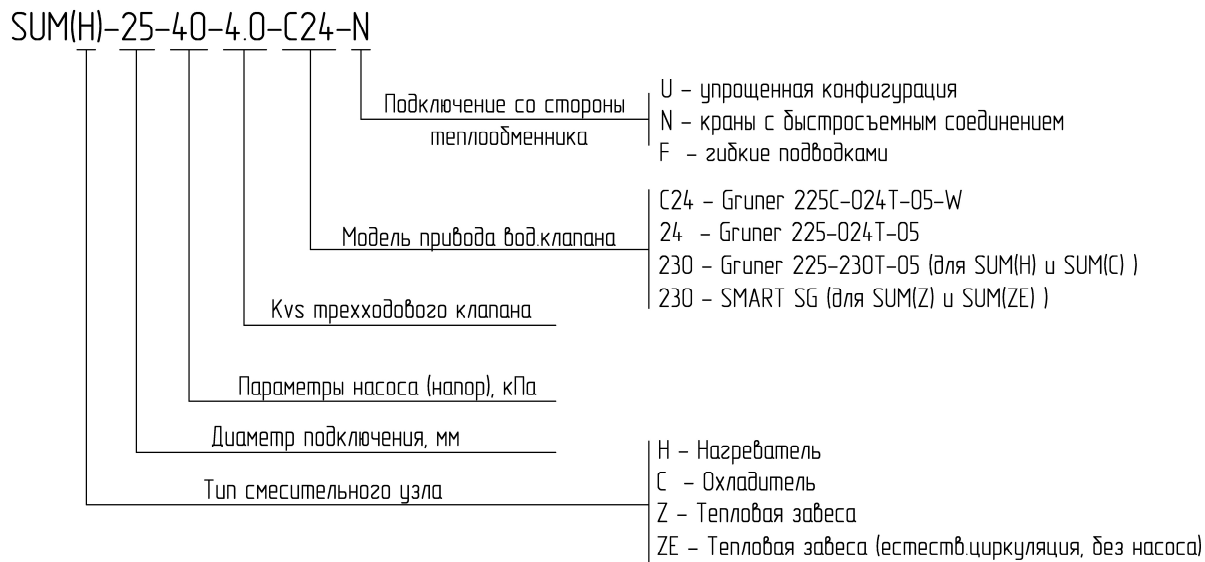 SUM(H)-25-40-4.0-C24-N
Подключение со стороны
теплообменника
U - упрощенная конфигурация
N - краны с быстросъемным соединением
F - гибкие подводками
Модель привода вод.клапана
C24 - Gruner 225C-024T-05-W
24 - Gruner 225-024T-05
230 - Gruner 225-230T-05 (для SUM(H) и SUM(C) )
230 - SMART SG (для SUM(Z) и SUM(ZE) )
Kvs трехходового клапана
Параметры насоса (напор), кПа
Диаметр подключения, мм
Тип смесительного узла
H - Нагреватель
C - Охладитель
Z - Тепловая завеса
ZE - Тепловая завеса (естеств.циркуляция, без насоса)